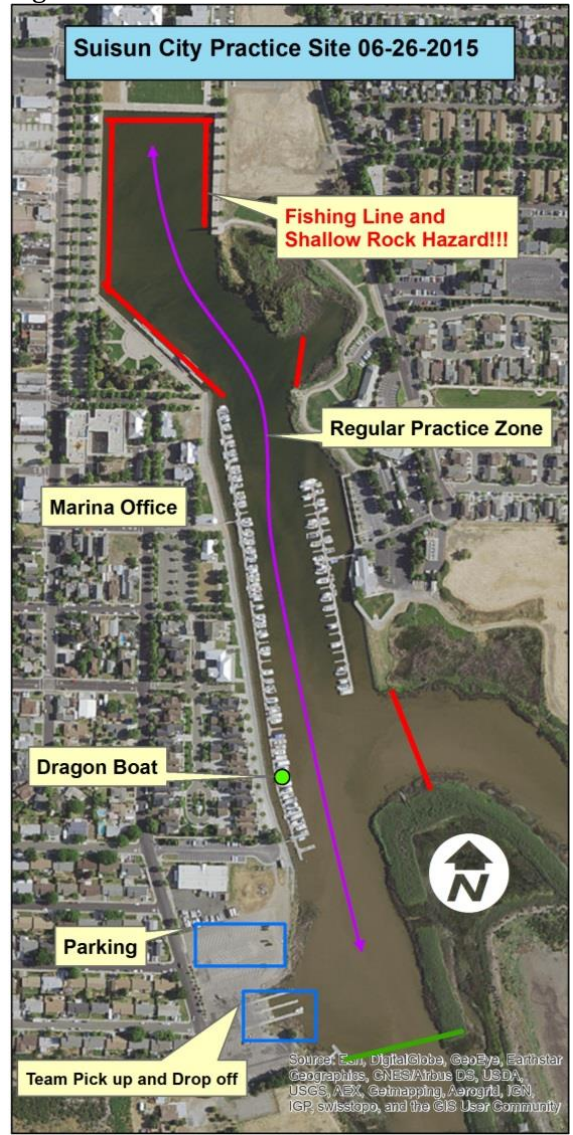 Suisun City Practice Site 06-26-2015
Fishing Line and
Shallow Rock Hazard!!!
Regular Practice Zone
Marina Office
Dragon Boat
N
Parking
Team Pick up and Drop off
Source: Esri, DigitalGlobe, GeoEye, Earthstar
Geographics, CNES/Airbus DS, USDA,
USGS, AEX, Getmapping, Aerogrid, IGN,
IGP, swisstopo, and the GIS User Community